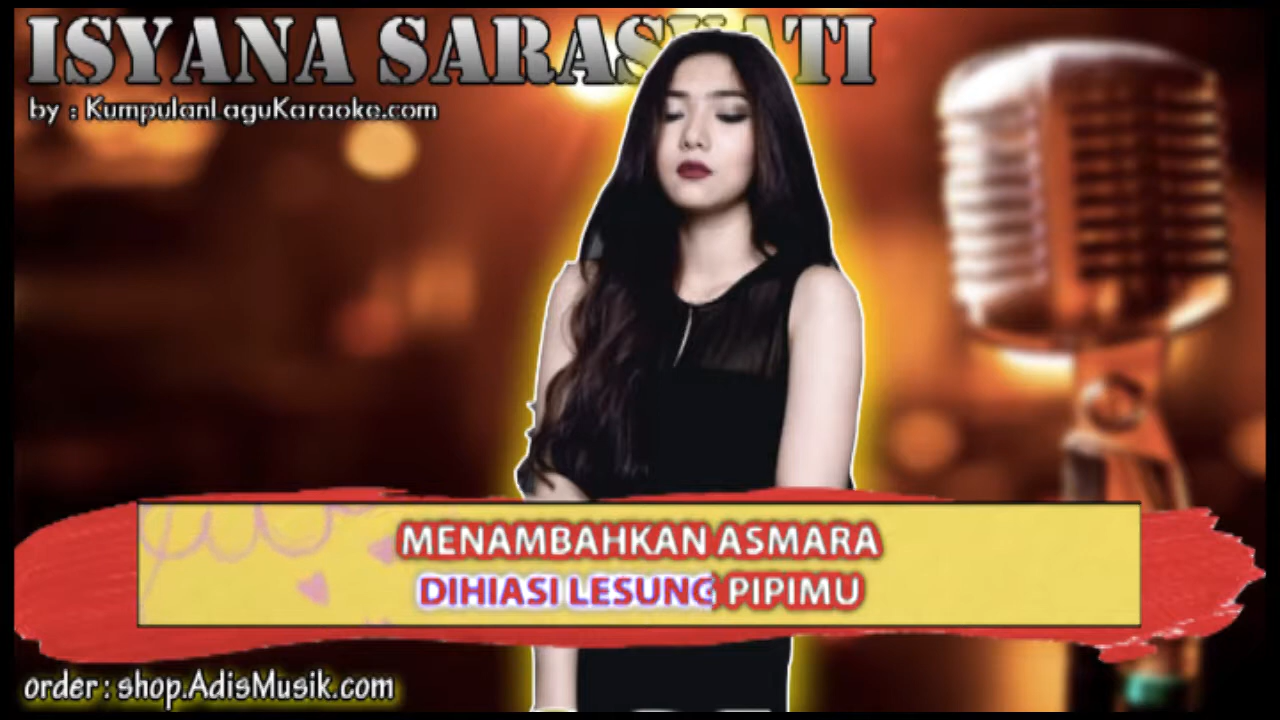 ISYANA SARASWATI
by : KumpulanLaguKaraoke.com
MENAMBAHKAN ASMARA
DIHIASI LESUNG PIPIMU
order : shop.AdisMusik.com